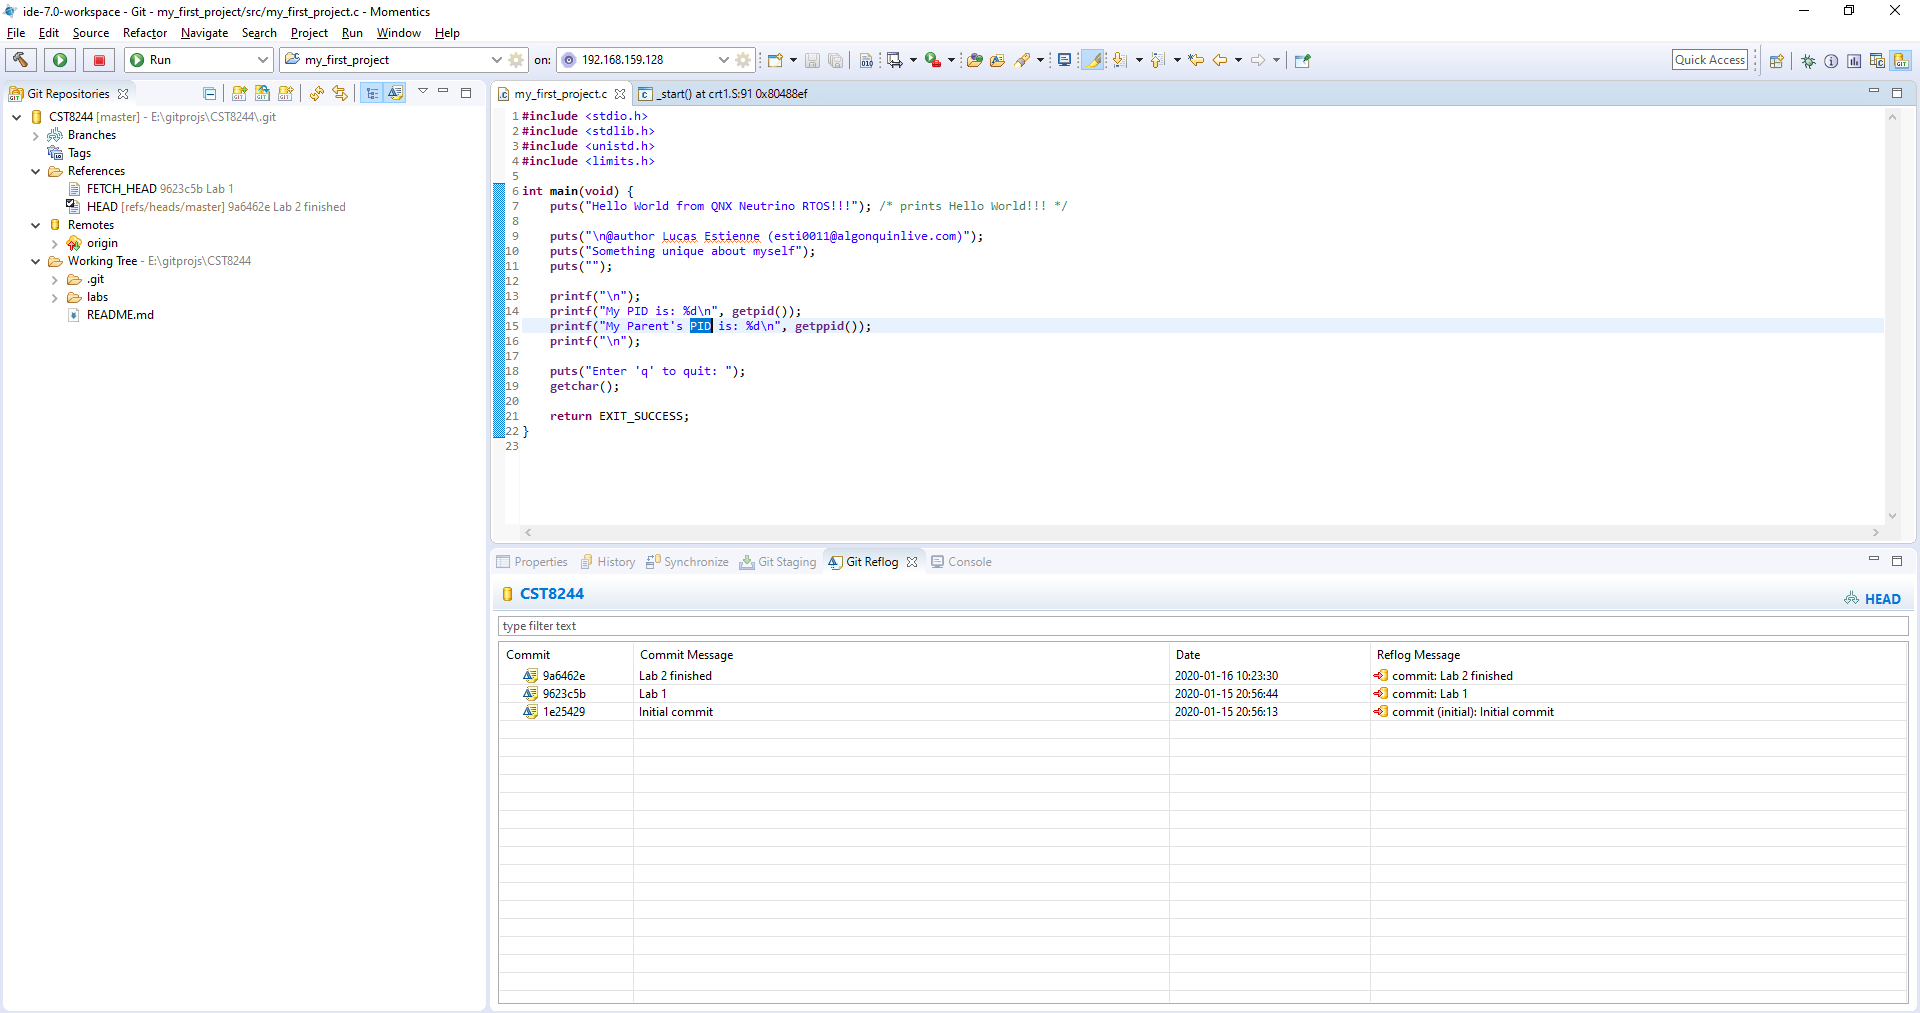 ide-7.0-workspace - Git - my_first_project/src/my_first_project.c - Momentics
File Edit Source Refactor Navigate Search Project Run Window Help
Run my_first_project on: 192.168.159.128 Quick Access
Git Repositories
CST8244 [master] - E:\gitprojs\CST8244\.git
Branches
Tags
References
FETCH_HEAD 9623c5b Lab 1
HEAD [refs/heads/master] 9a6462e Lab 2 finished
Remotes
origin
Working Tree - E:\gitprojs\CST8244
.git
labs
README.md
my_first_project.c _start() at crt1.S:91 0x80488ef
1 #include <stdio.h>
2 #include <stdlib.h>
3 #include <unistd.h>
4 #include <limits.h>
5
6 int main(void) {
7 puts("Hello World from QNX Neutrino RTOS!!!"); /* prints Hello World!!! */
8
9 puts("\n@author Lucas Estienne (esti0011@algonquinlive.com)");
10 puts("Something unique about myself");
11 puts("");
12
13 printf("\n");
14 printf("My PID is: %d\n", getpid());
15 printf("My Parent's PID is: %d\n", getppid());
16 printf("\n");
17
18 puts("Enter 'q' to quit: ");
19 getchar();
20
21 return EXIT_SUCCESS;
22 }
23
Properties History Synchronize Git Staging Git Reflog Console
CST8244 HEAD
type filter text
Commit Commit Message Date Reflog Message
9a6462e Lab 2 finished 2020-01-16 10:23:30 commit: Lab 2 finished
9623c5b Lab 1 2020-01-15 20:56:44 commit: Lab 1
1e25429 Initial commit 2020-01-15 20:56:13 commit (initial): Initial commit